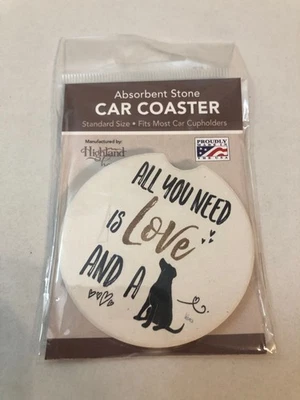 Absorbent Stone
CAR COASTER
Standard Size • Fits Most Car Cupholders
Manufactured by:
Highland
PROUDLY
ALL YOU NEED
IS Love
AND A